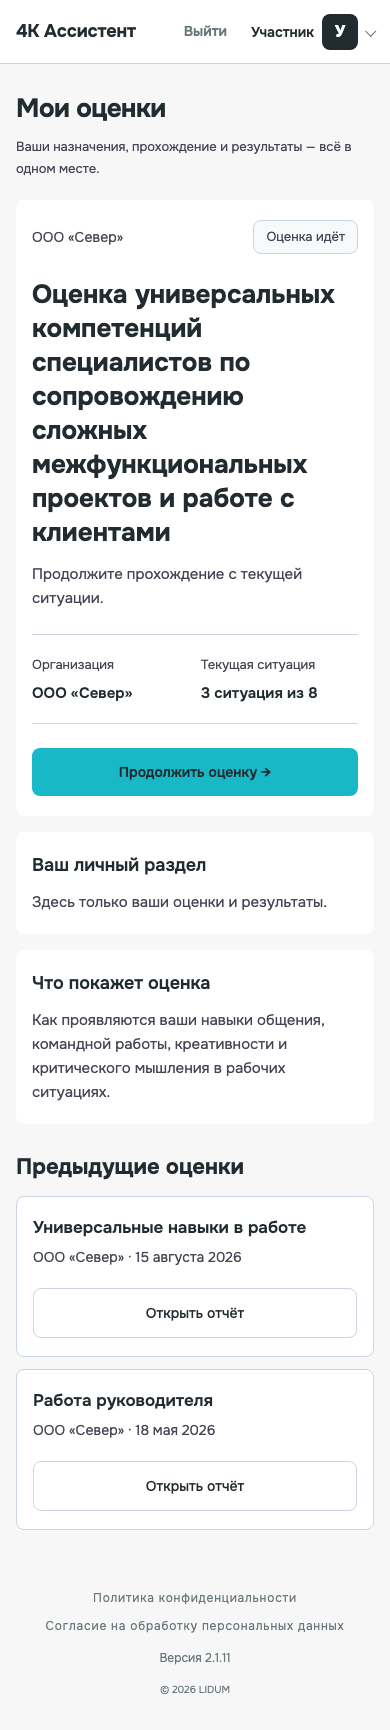 4K Ассистент
Выйти
Участник
У
Мои оценки
Ваши назначения, прохождение и результаты — всё в
одном месте.
ООО «Север»
Оценка идёт
Оценка универсальных
компетенций
специалистов по
сопровождению
сложных
межфункциональных
проектов и работе с
клиентами
Продолжите прохождение с текущей
ситуации.
Организация
Текущая ситуация
ООО «Север»
3 ситуация из 8
Продолжить оценку →
Ваш личный раздел
Здесь только ваши оценки и результаты.
Что покажет оценка
Как проявляются ваши навыки общения,
командной работы, креативности и
критического мышления в рабочих
ситуациях.
Предыдущие оценки
Универсальные навыки в работе
ООО «Север» · 15 августа 2026
Открыть отчёт
Работа руководителя
ООО «Север» · 18 мая 2026
Открыть отчёт
Политика конфиденциальности
Согласие на обработку персональных данных
Версия 2.1.11
© 2026 LIDUM